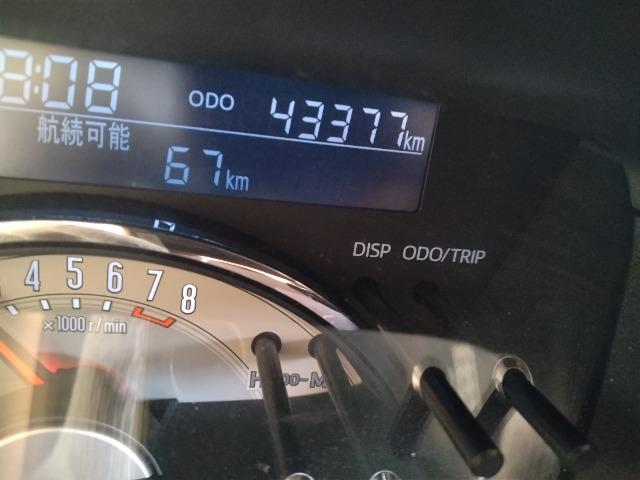 8:08 ODO 43377km
航続可能
67km
DISP ODO/TRIP
4 5 6 7 8
×1000 r/min